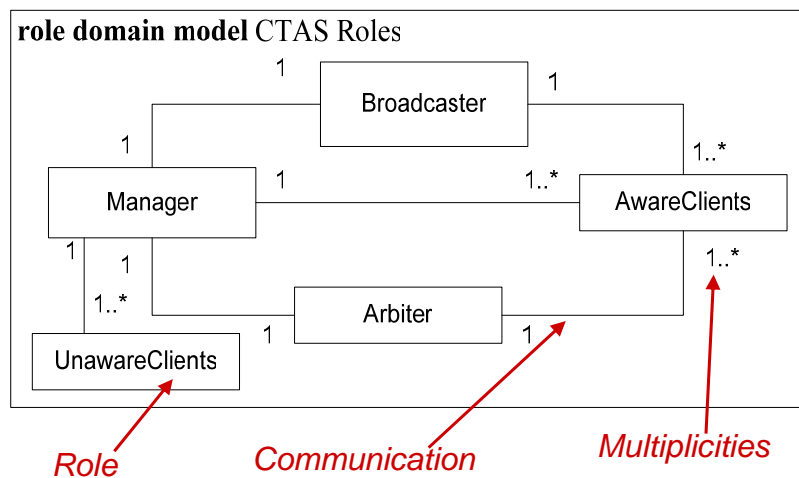 role domain model CTAS Roles
1
Broadcaster
1
1
1..*
Manager
1
1..*
AwareClients
1
1
1..*
1..*
1
Arbiter
1
UnawareClients
Role
Communication
Multiplicities